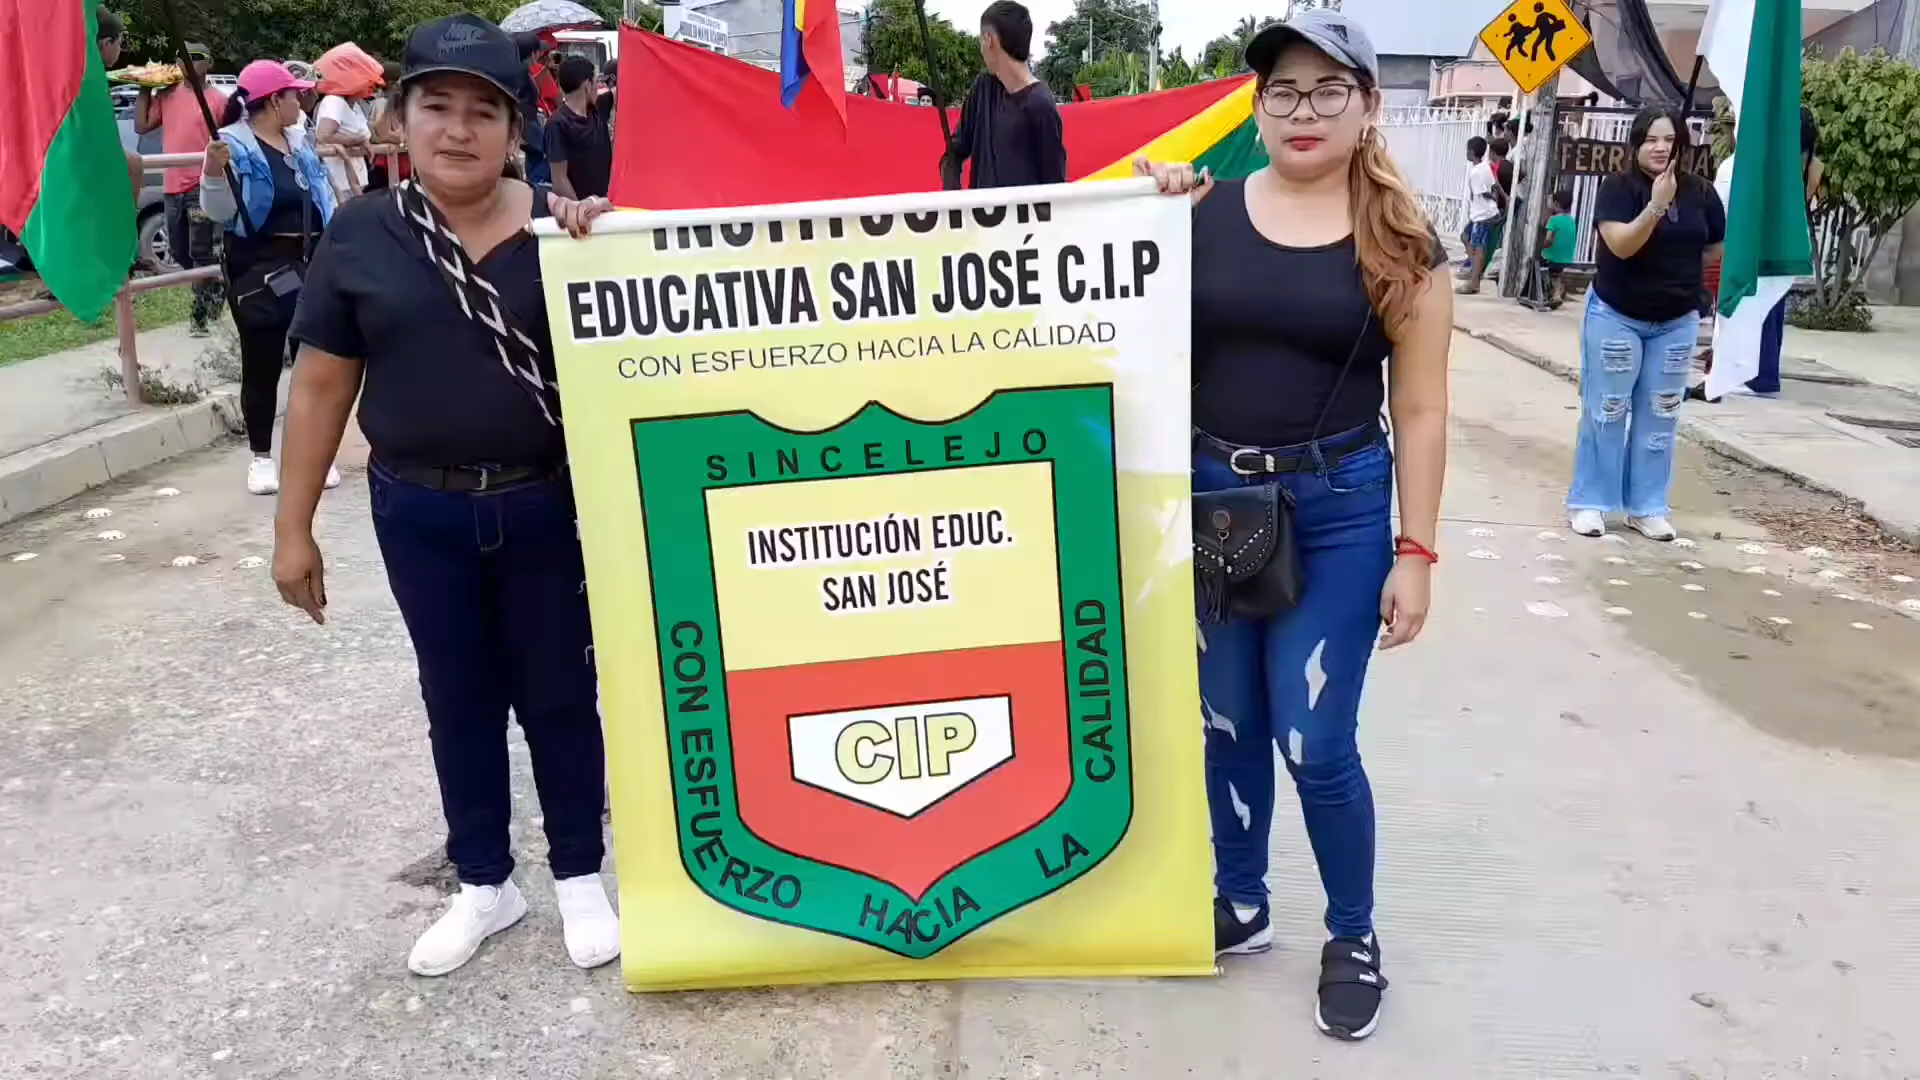 INSTITUCIÓN
EDUCATIVA SAN JOSÉ C.I.P
CON ESFUERZO HACIA LA CALIDAD
SINCELEJO
INSTITUCIÓN EDUC.
SAN JOSÉ
CIP
CON ESFUERZO HACIA LA CALIDAD